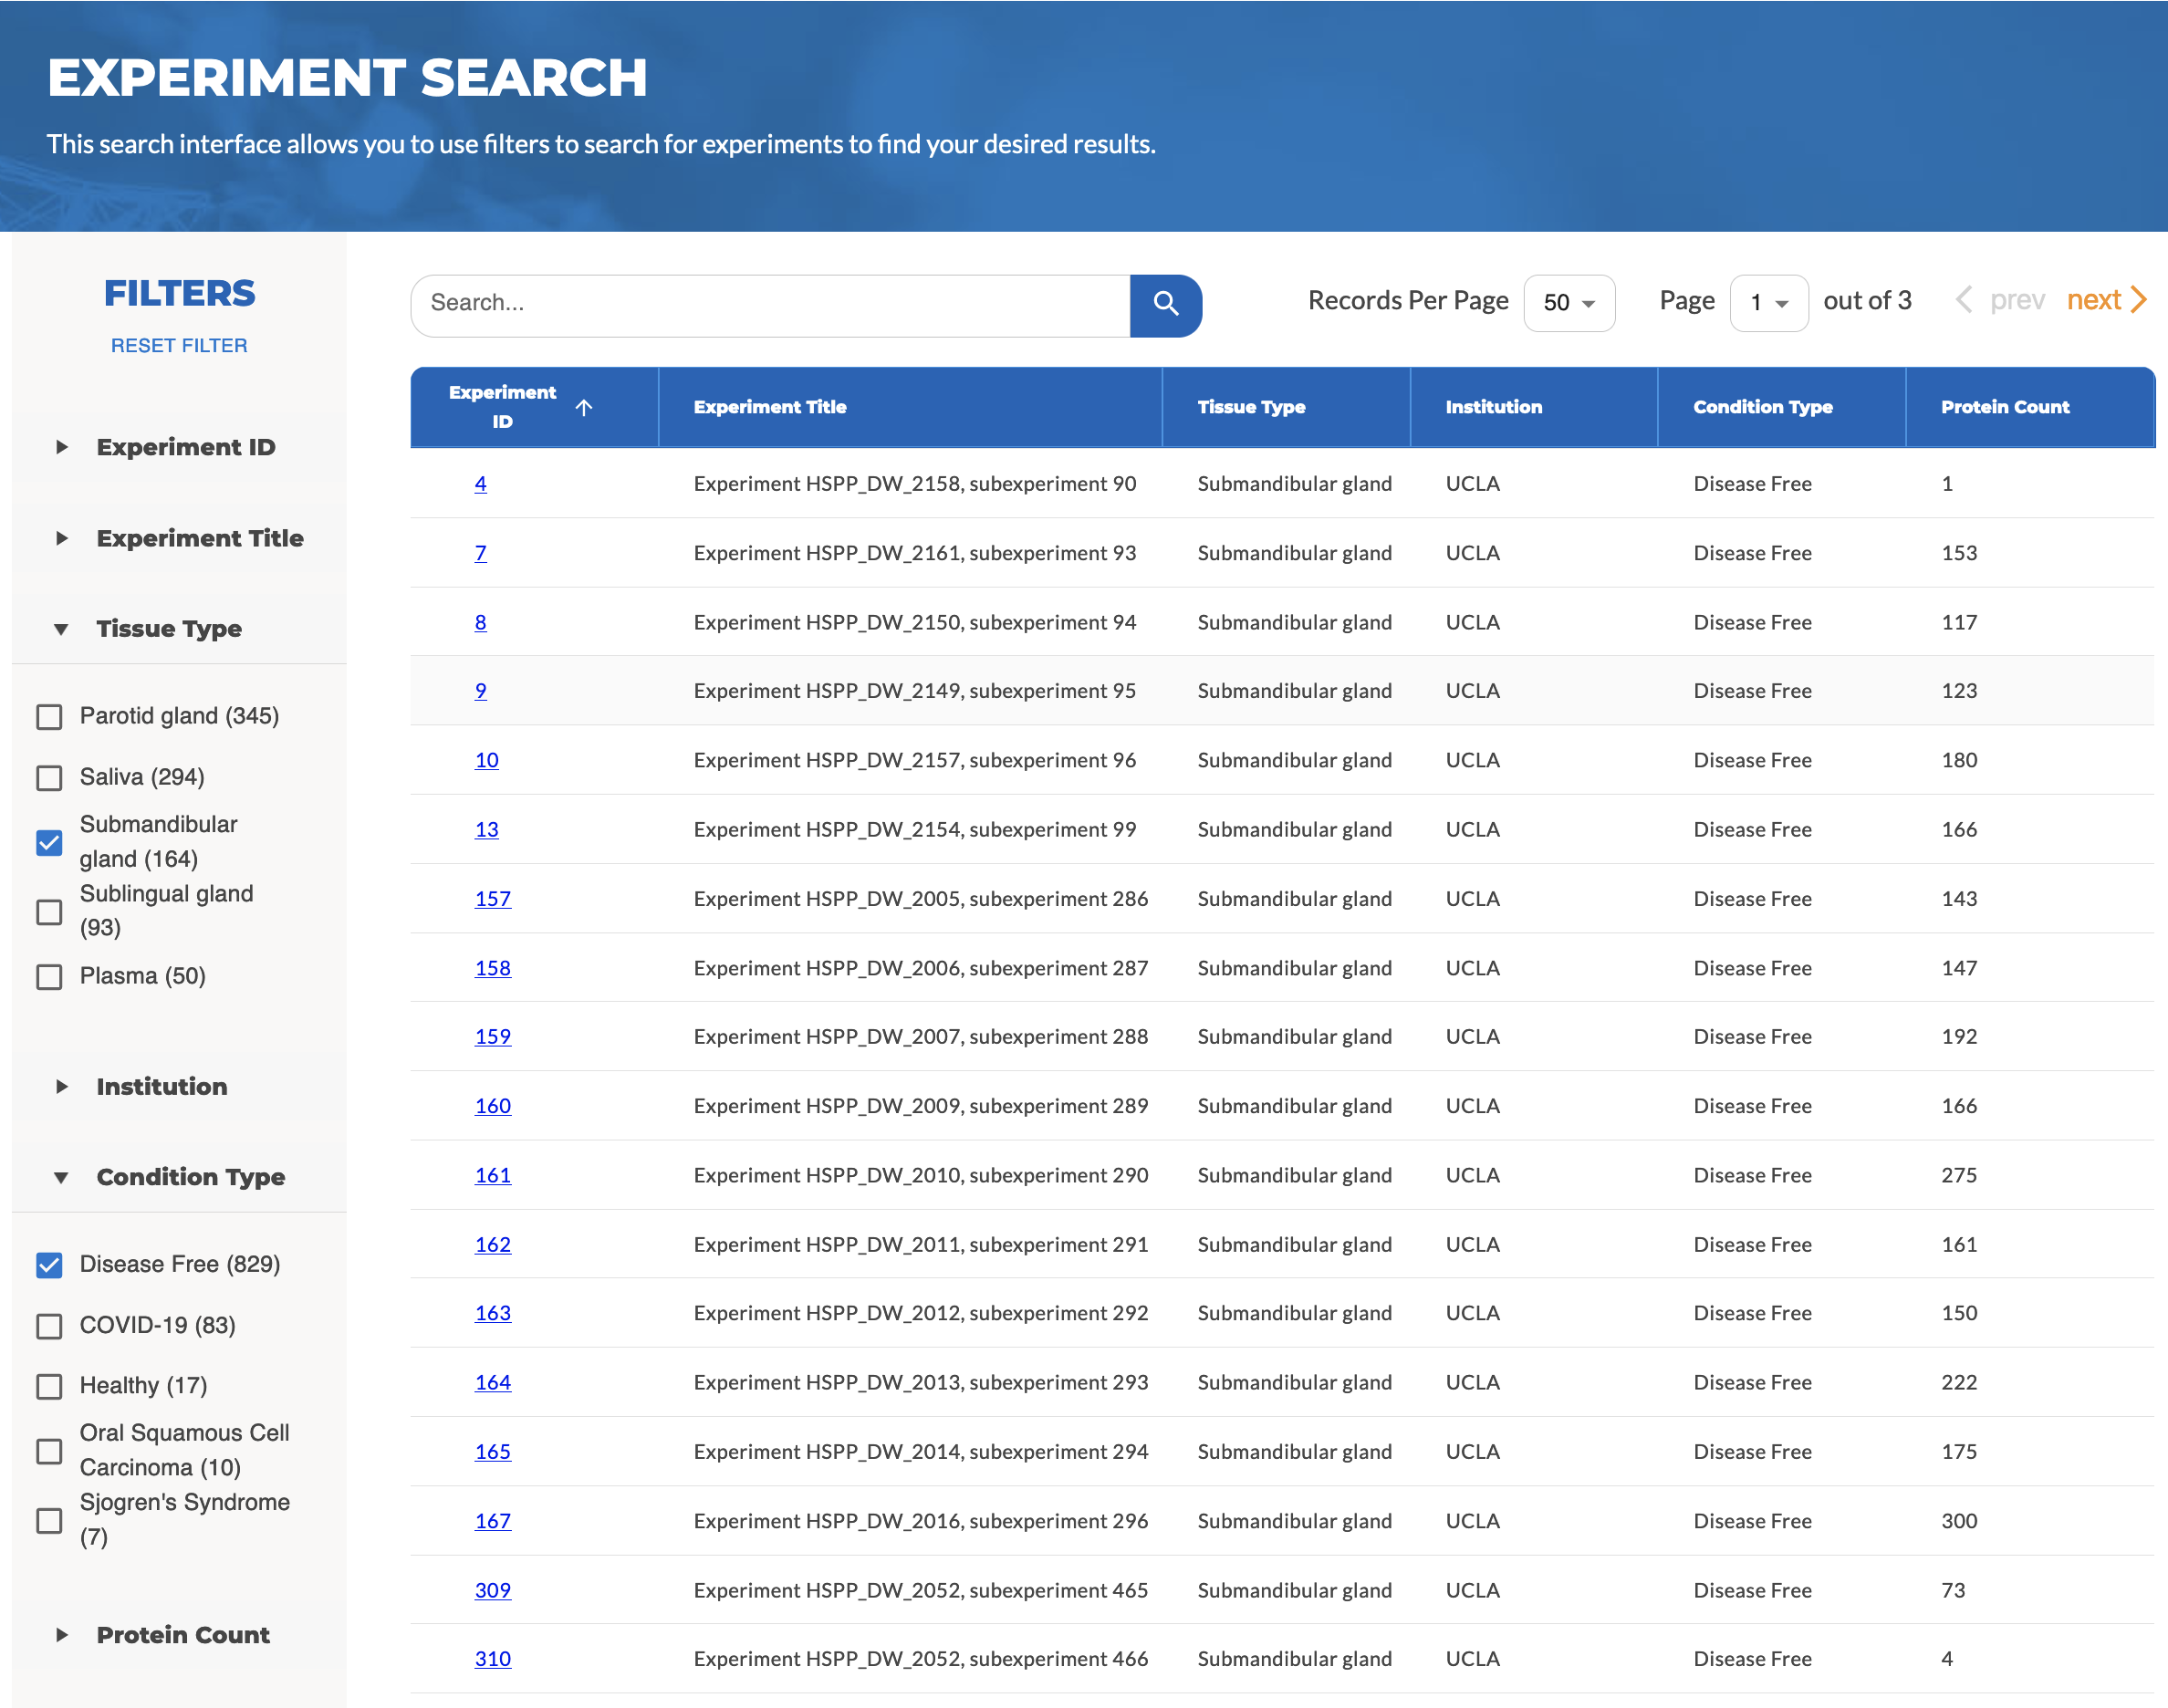 EXPERIMENT SEARCH
This search interface allows you to use filters to search for experiments to find your desired results.
FILTERS
RESET FILTER
Experiment ID
Experiment Title
Tissue Type
Parotid gland (345)
Saliva (294)
Submandibular
gland (164)
Sublingual gland
(93)
Plasma (50)
Institution
Condition Type
Disease Free (829)
COVID-19 (83)
Healthy (17)
Oral Squamous Cell
Carcinoma (10)
Sjogren's Syndrome
(7)
Protein Count
Search...
Records Per Page 50 Page 1 out of 3 prev next
Experiment ID Experiment Title Tissue Type Institution Condition Type Protein Count
4 Experiment HSPP_DW_2158, subexperiment 90 Submandibular gland UCLA Disease Free 1
7 Experiment HSPP_DW_2161, subexperiment 93 Submandibular gland UCLA Disease Free 153
8 Experiment HSPP_DW_2150, subexperiment 94 Submandibular gland UCLA Disease Free 117
9 Experiment HSPP_DW_2149, subexperiment 95 Submandibular gland UCLA Disease Free 123
10 Experiment HSPP_DW_2157, subexperiment 96 Submandibular gland UCLA Disease Free 180
13 Experiment HSPP_DW_2154, subexperiment 99 Submandibular gland UCLA Disease Free 166
157 Experiment HSPP_DW_2005, subexperiment 286 Submandibular gland UCLA Disease Free 143
158 Experiment HSPP_DW_2006, subexperiment 287 Submandibular gland UCLA Disease Free 147
159 Experiment HSPP_DW_2007, subexperiment 288 Submandibular gland UCLA Disease Free 192
160 Experiment HSPP_DW_2009, subexperiment 289 Submandibular gland UCLA Disease Free 166
161 Experiment HSPP_DW_2010, subexperiment 290 Submandibular gland UCLA Disease Free 275
162 Experiment HSPP_DW_2011, subexperiment 291 Submandibular gland UCLA Disease Free 161
163 Experiment HSPP_DW_2012, subexperiment 292 Submandibular gland UCLA Disease Free 150
164 Experiment HSPP_DW_2013, subexperiment 293 Submandibular gland UCLA Disease Free 222
165 Experiment HSPP_DW_2014, subexperiment 294 Submandibular gland UCLA Disease Free 175
167 Experiment HSPP_DW_2016, subexperiment 296 Submandibular gland UCLA Disease Free 300
309 Experiment HSPP_DW_2052, subexperiment 465 Submandibular gland UCLA Disease Free 73
310 Experiment HSPP_DW_2052, subexperiment 466 Submandibular gland UCLA Disease Free 4